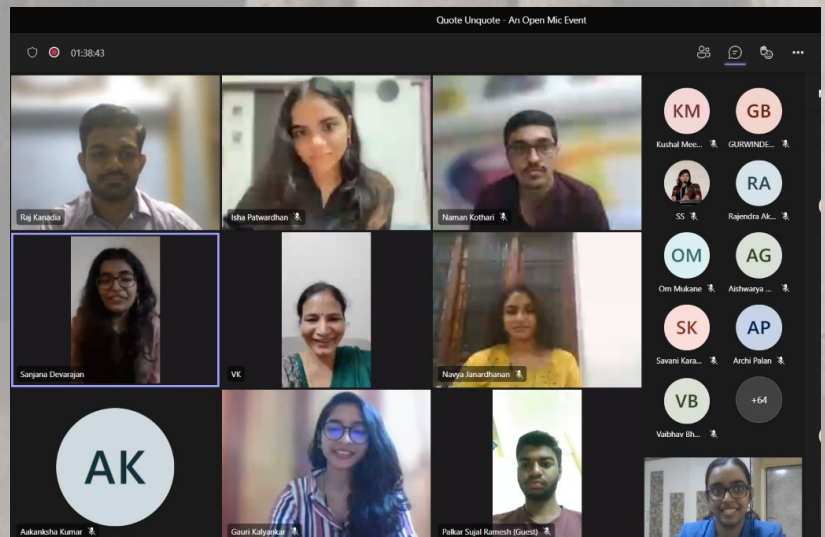 Quote Unquote - An Open Mic Event
01:38:43
Raj Kanadia
Isha Patwardhan
Naman Kothari
Sanjana Devarajan
VK
Navya Janardhanan
AK
Aakanksha Kumar
Gauri Kalyankar
Palkar Sujal Ramesh (Guest)
KM
Kushal Mee...
GB
GURWINDE...
SS
RA
Rajendra Ak...
OM
Om Mukane
AG
Aishwarya ...
SK
Savani Kara...
AP
Archi Palan
VB
Vaibhav Bh...
+64